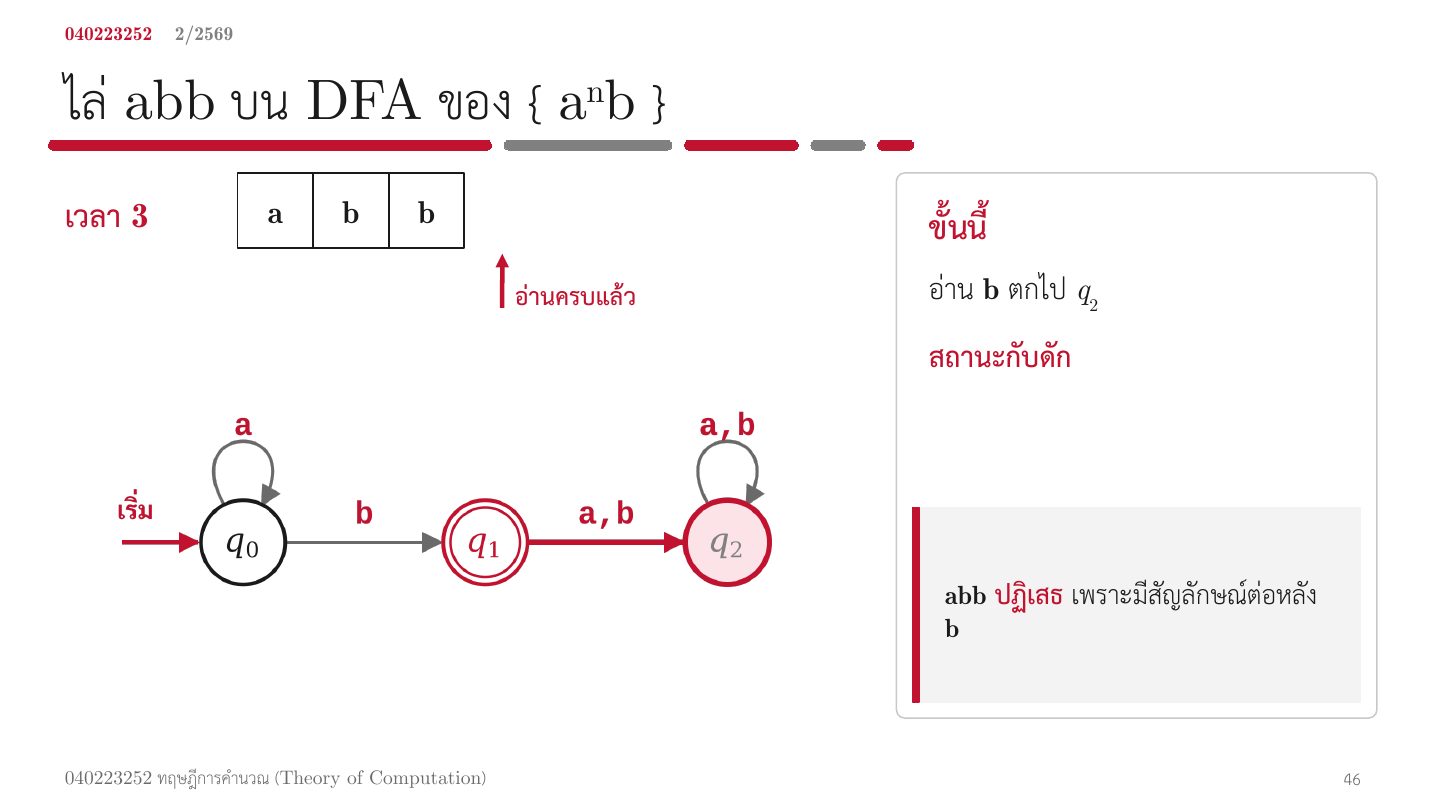 040223252 2/2569
ไล่ abb บน DFA ของ { aⁿb }
เวลา 3
a b b
อ่านครบแล้ว
ขั้นนี้
อ่าน b ตกไป q₂
สถานะกับดัก
a
a,b
เริ่ม
b
a,b
q₀
q₁
q₂
abb ปฏิเสธ เพราะมีสัญลักษณ์ต่อหลัง
b
040223252 ทฤษฎีการคำนวณ (Theory of Computation)
46